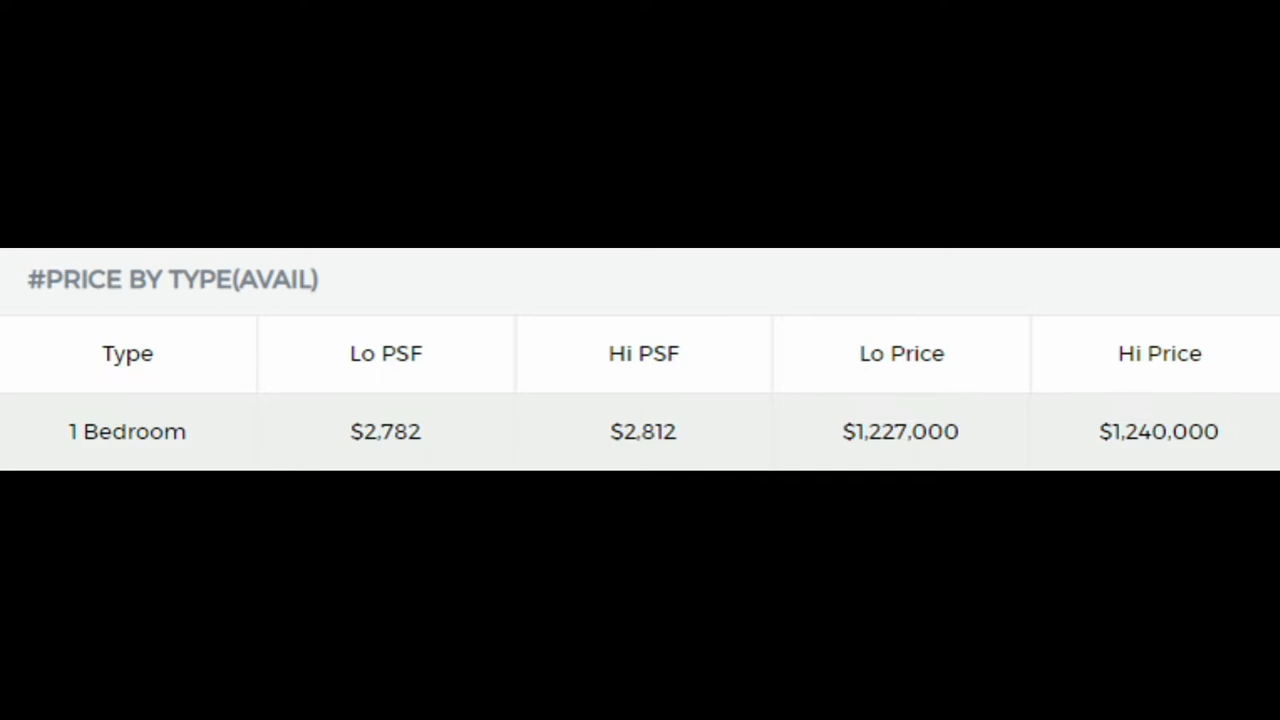 #PRICE BY TYPE(AVAIL)
Type Lo PSF Hi PSF Lo Price Hi Price
1 Bedroom $2,782 $2,812 $1,227,000 $1,240,000